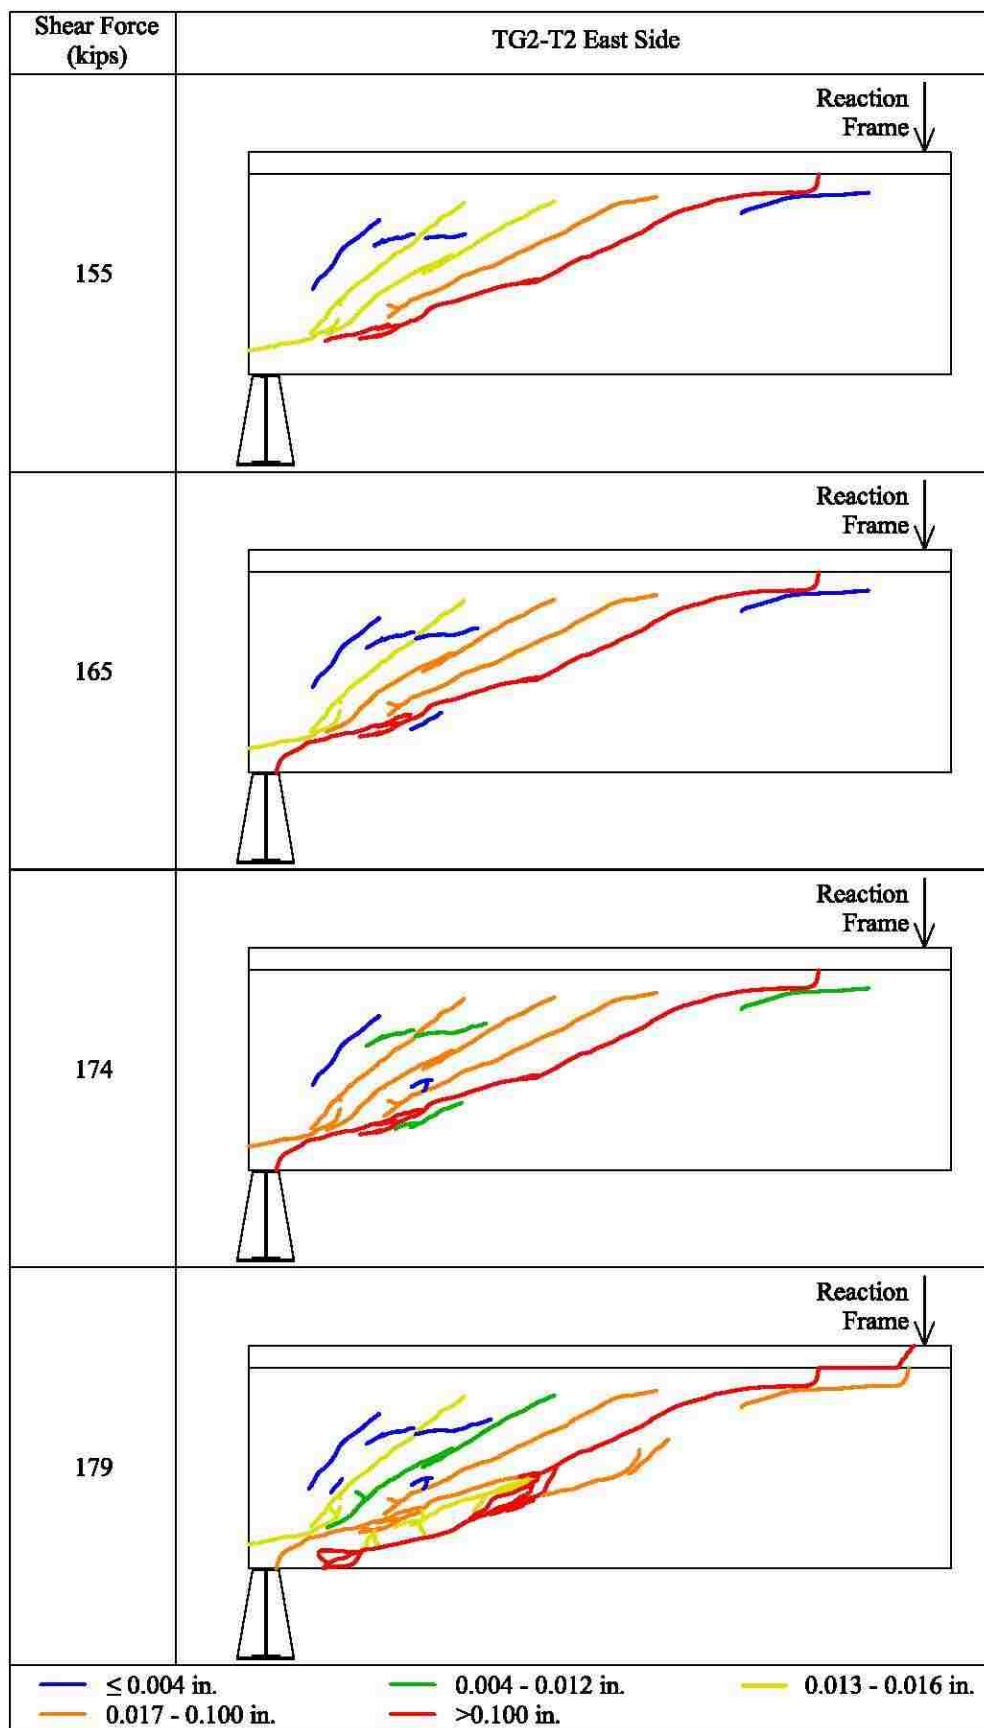 Shear Force
(kips)
TG2-T2 East Side
155
Reaction
Frame
165
Reaction
Frame
174
Reaction
Frame
179
Reaction
Frame
≤ 0.004 in.
0.004 - 0.012 in.
0.013 - 0.016 in.
0.017 - 0.100 in.
>0.100 in.